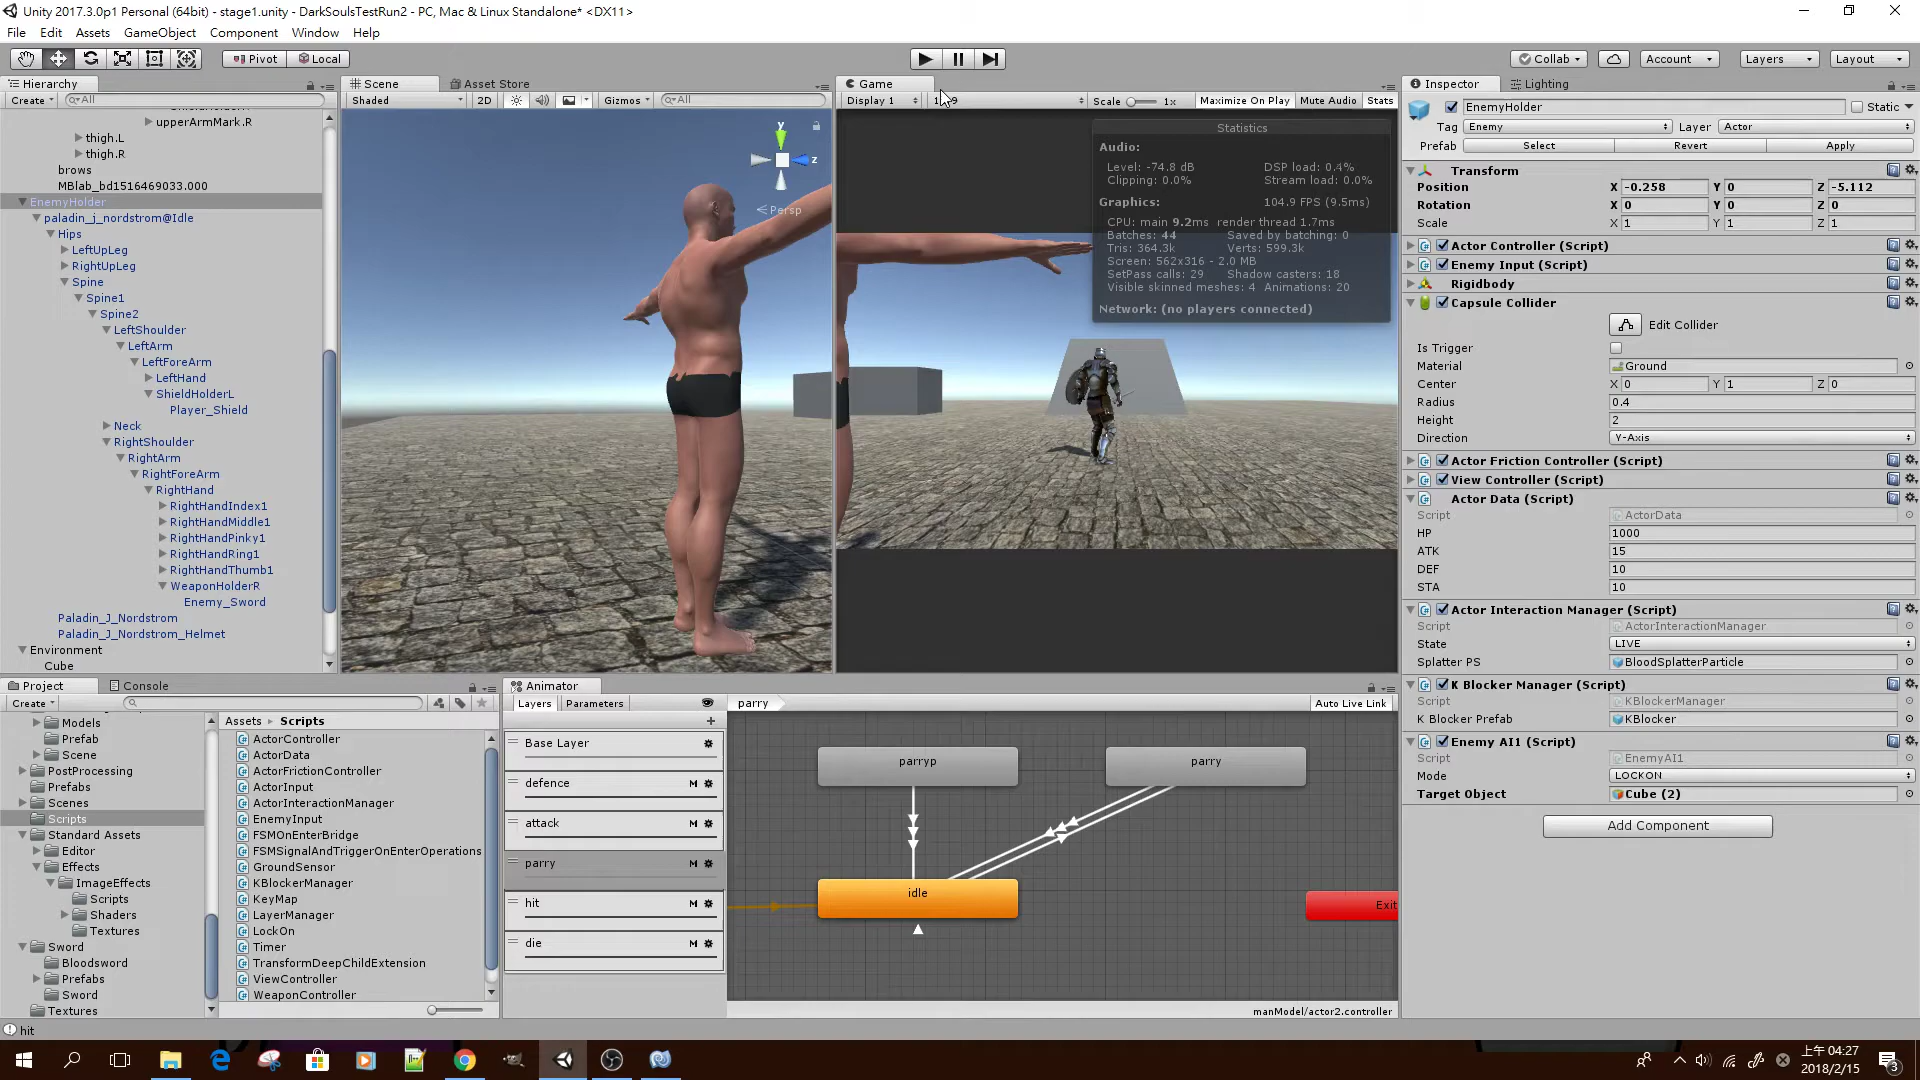 Unity 2017.3.0p1 Personal (64bit) - stage1.unity - DarkSoulsTestRun2 - PC, Mac & Linux Standalone* <DX11>
File Edit Assets GameObject Component Window Help
Pivot Local Collab Account Layers Layout
Hierarchy
Create All
upperArmMark.R
thigh.L
thigh.R
brows
MBlab_bd1516469033.000
EnemyHolder
paladin_j_nordstrom@Idle
Hips
LeftUpLeg
RightUpLeg
Spine
Spine1
Spine2
LeftShoulder
LeftArm
LeftForeArm
LeftHand
ShieldHolderL
Player_Shield
Neck
RightShoulder
RightArm
RightForeArm
RightHand
RightHandIndex1
RightHandMiddle1
RightHandPinky1
RightHandRing1
RightHandThumb1
WeaponHolderR
Enemy_Sword
Paladin_J_Nordstrom
Paladin_J_Nordstrom_Helmet
Environment
Cube
Scene Asset Store
Shaded 2D Gizmos All
y
z
Persp
Game
Display 1 Scale 1x Maximize On Play Mute Audio Stats
Statistics
Audio:
Level: -74.8 dB DSP load: 0.4%
Clipping: 0.0% Stream load: 0.0%
Graphics: 104.9 FPS (9.5ms)
CPU: main 9.2ms render thread 1.7ms
Batches: 44 Saved by batching: 0
Tris: 364.3k Verts: 599.3k
Screen: 562x316 - 2.0 MB
SetPass calls: 29 Shadow casters: 18
Visible skinned meshes: 4 Animations: 20
Network: (no players connected)
Inspector Lighting
EnemyHolder Static
Tag Enemy Layer Actor
Prefab Select Revert Apply
Transform
Position X -0.258 Y 0 Z -5.112
Rotation X 0 Y 0 Z 0
Scale X 1 Y 1 Z 1
Actor Controller (Script)
Enemy Input (Script)
Rigidbody
Capsule Collider
Edit Collider
Is Trigger
Material Ground
Center X 0 Y 1 Z 0
Radius 0.4
Height 2
Direction Y-Axis
Actor Friction Controller (Script)
View Controller (Script)
Actor Data (Script)
Script ActorData
HP 1000
ATK 15
DEF 10
STA 10
Actor Interaction Manager (Script)
Script ActorInteractionManager
State LIVE
Splatter PS BloodSplatterParticle
K Blocker Manager (Script)
Script KBlockerManager
K Blocker Prefab KBlocker
Enemy AI1 (Script)
Script EnemyAI1
Mode LOCKON
Target Object Cube (2)
Add Component
Project Console
Create
Models
Prefab
Scene
PostProcessing
Prefabs
Scenes
Scripts
Standard Assets
Editor
Effects
ImageEffects
Scripts
Shaders
Textures
Sword
Bloodsword
Prefabs
Sword
Textures
Assets Scripts
ActorController
ActorData
ActorFrictionController
ActorInput
ActorInteractionManager
EnemyInput
FSMOnEnterBridge
FSMSignalAndTriggerOnEnterOperations
GroundSensor
KBlockerManager
KeyMap
LayerManager
LockOn
Timer
TransformDeepChildExtension
ViewController
WeaponController
Animator
Layers Parameters parry Auto Live Link
Base Layer
defence M
attack M
parry M
hit M
die M
parryp
parry
idle
Exit
manModel/actor2.controller
hit
上午 04:27
2018/2/15
3